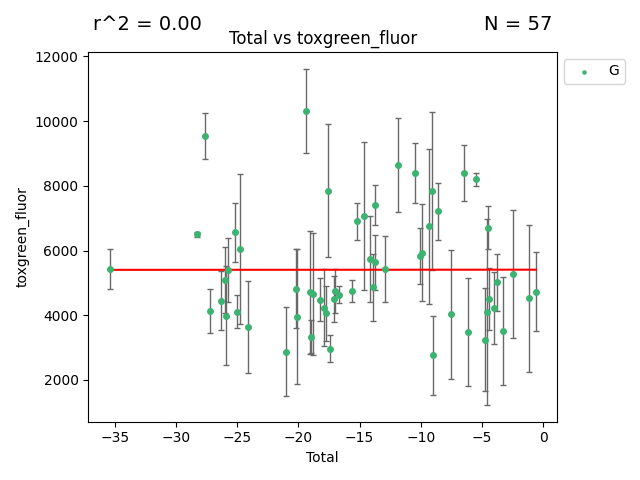 r^2 = 0.00
N = 57
Total vs toxgreen_fluor
G
toxgreen_fluor
12000
10000
8000
6000
4000
2000
−35 −30 −25 −20 −15 −10 −5 0
Total